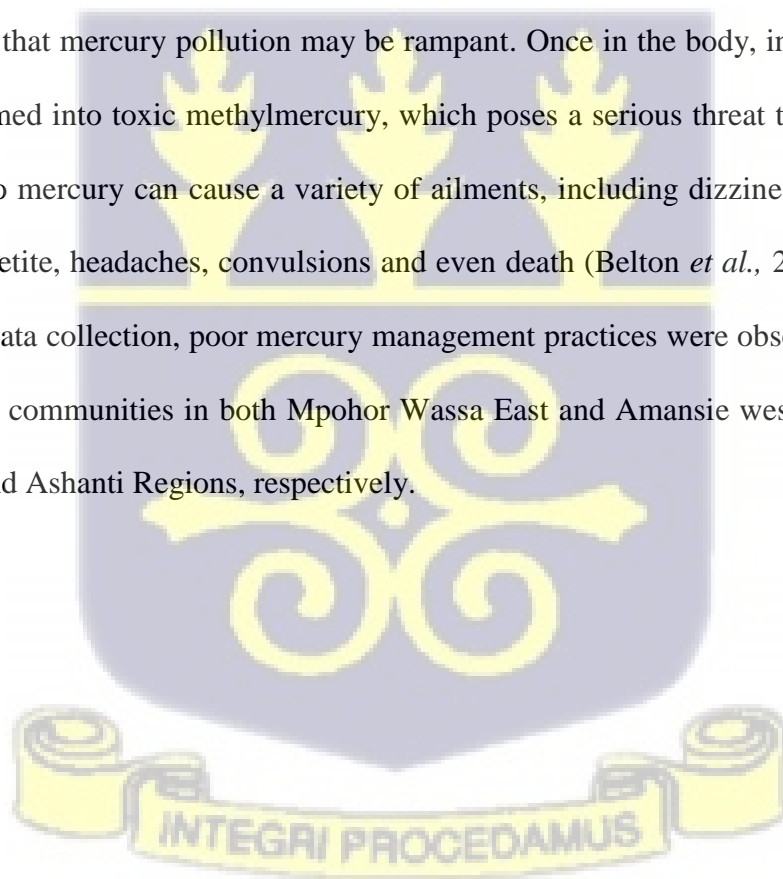 that mercury pollution may be rampant. Once in the body, in
med into toxic methylmercury, which poses a serious threat t
o mercury can cause a variety of ailments, including dizzine
etite, headaches, convulsions and even death (Belton et al., 2
ata collection, poor mercury management practices were obse
communities in both Mpohor Wassa East and Amansie wes
nd Ashanti Regions, respectively.
INTEGRI PROCEDAMUS